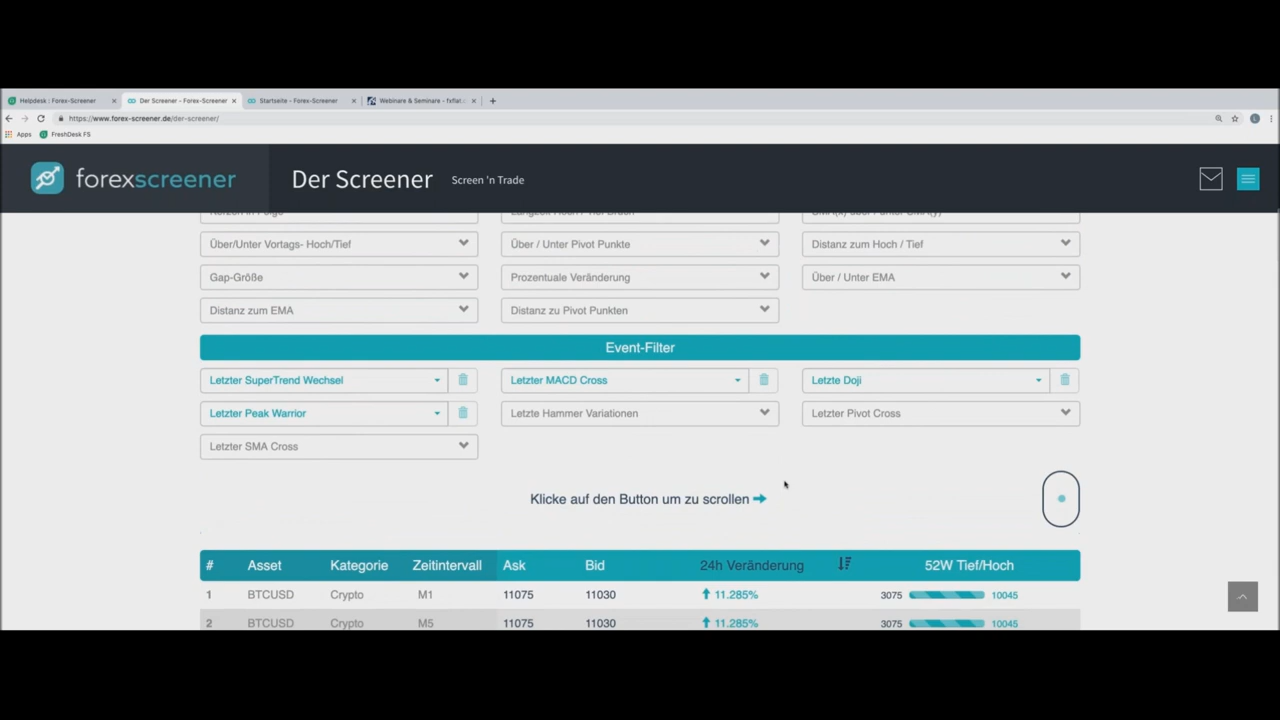 Helpdesk : Forex-Screener
Der Screener - Forex-Screener
Startseite - Forex-Screener
Webinare & Seminare - fxflat.
https://www.forex-screener.de/der-screener/
Apps FreshDesk FS
forexscreener
Der Screener
Screen 'n Trade
Über/Unter Vortags- Hoch/Tief
Über / Unter Pivot Punkte
Distanz zum Hoch / Tief
Gap-Größe
Prozentuale Veränderung
Über / Unter EMA
Distanz zum EMA
Distanz zu Pivot Punkten
Event-Filter
Letzter SuperTrend Wechsel
Letzter MACD Cross
Letzte Doji
Letzter Peak Warrior
Letzte Hammer Variationen
Letzter Pivot Cross
Letzter SMA Cross
Klicke auf den Button um zu scrollen
# Asset Kategorie Zeitintervall Ask Bid 24h Veränderung 52W Tief/Hoch
1 BTCUSD Crypto M1 11075 11030 11.285% 3075 10045
2 BTCUSD Crypto M5 11075 11030 11.285% 3075 10045